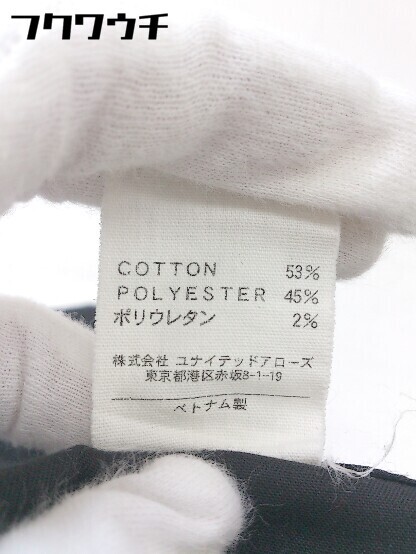 フクワウチ
COTTON 53%
POLYESTER 45%
ポリウレタン 2%
株式会社 ユナイテッドアローズ
東京都港区赤坂8-1-19
ベトナム製